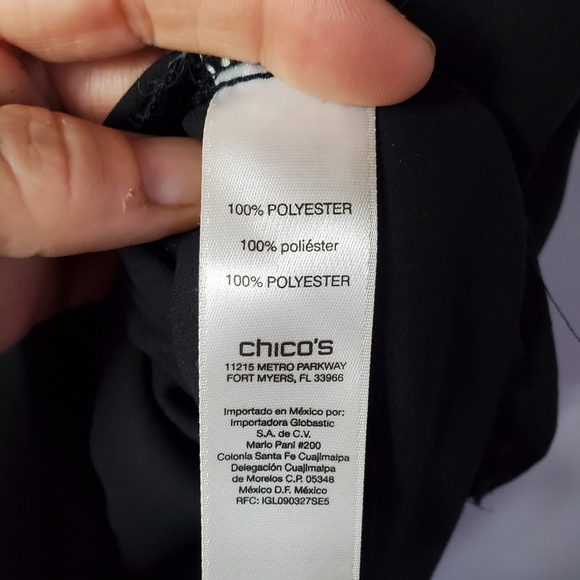 100% POLYESTER
100% poliéster
100% POLYESTER
chico's
11215 METRO PARKWAY
FORT MYERS, FL 33966
Importado en México por:
Importadora Globastic
S.A. de C.V.
Mario Pani #200
Colonia Santa Fe Cuajimalpa
Delegación Cuajimalpa
de Morelos C.P. 05348
México D.F. México
RFC: IGL090327SE5